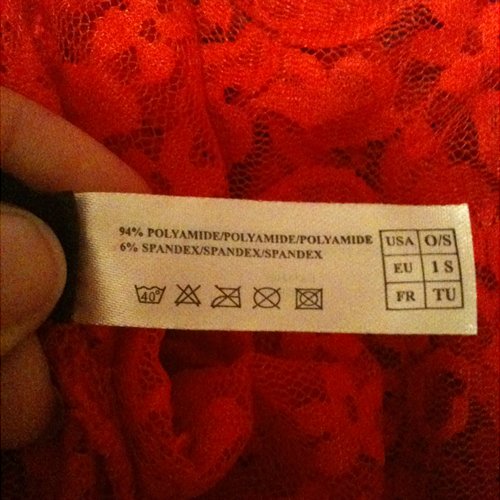 94% POLYAMIDE/POLYAMIDE/POLYAMIDE
6% SPANDEX/SPANDEX/SPANDEX
40°
USA O/S
EU 1 S
FR TU